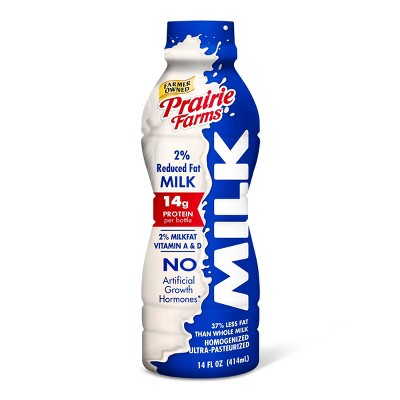 FARMER
OWNED
Prairie
Farms
2%
Reduced Fat
MILK
14g
PROTEIN
per bottle
2% MILKFAT
VITAMIN A & D
NO
Artificial
Growth
Hormones*
MILK
37% LESS FAT
THAN WHOLE MILK
HOMOGENIZED
ULTRA-PASTEURIZED
14 FL OZ (414mL)